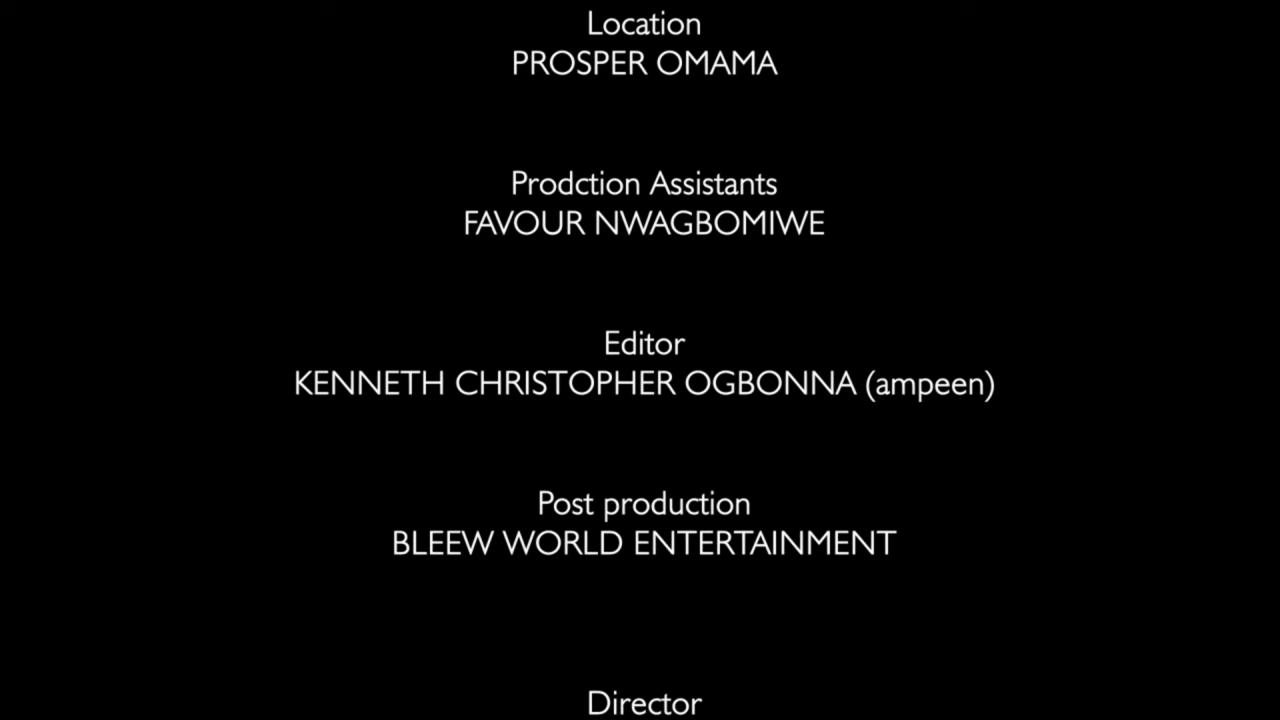 Location
PROSPER OMAMA
Prodction Assistants
FAVOUR NWAGBOMIWE
Editor
KENNETH CHRISTOPHER OGBONNA (ampeen)
Post production
BLEEW WORLD ENTERTAINMENT
Director